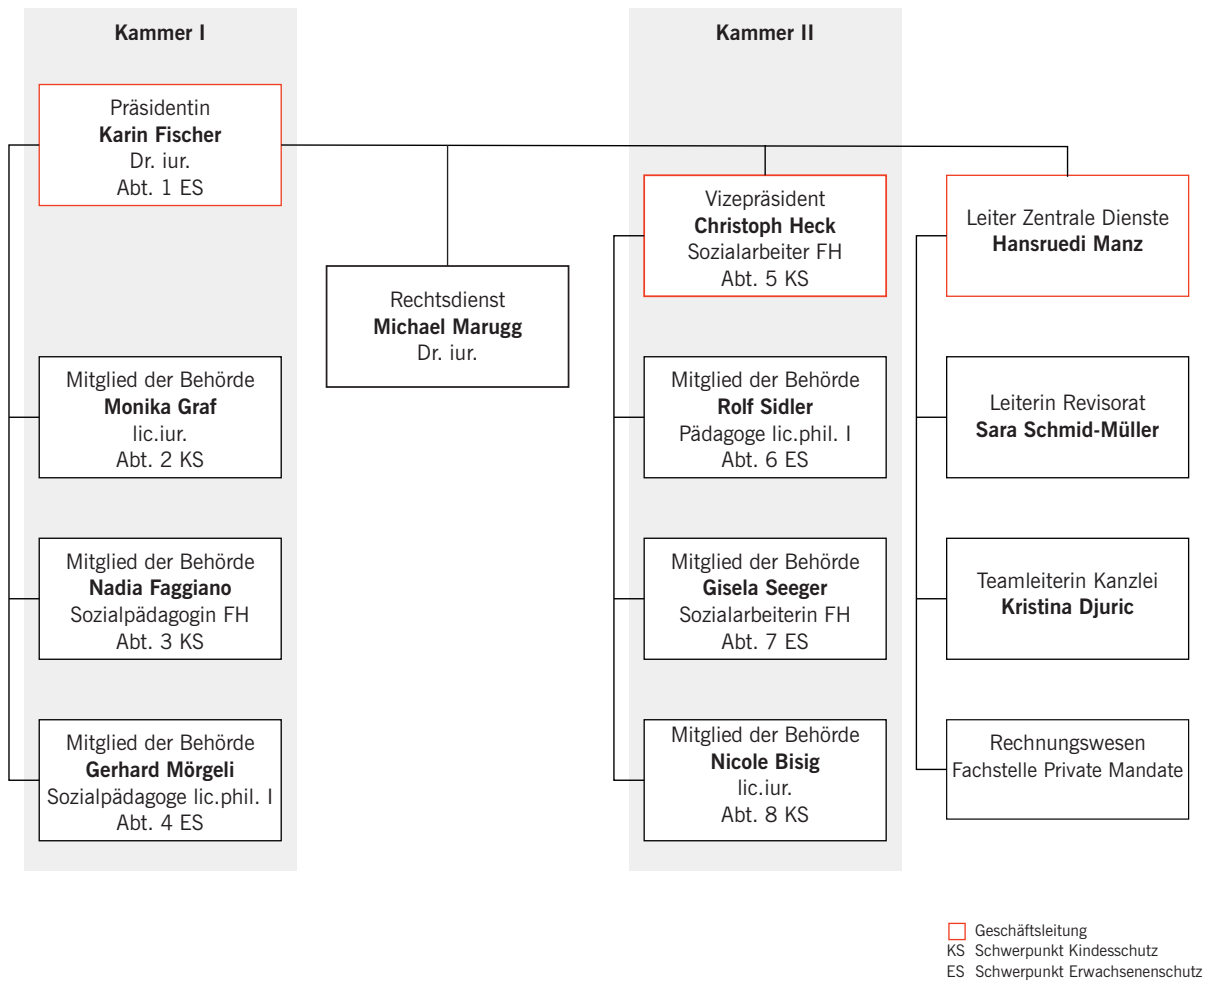 Kammer I
Präsidentin
Karin Fischer
Dr. iur.
Abt. 1 ES
Mitglied der Behörde
Monika Graf
lic.iur.
Abt. 2 KS
Mitglied der Behörde
Nadia Faggiano
Sozialpädagogin FH
Abt. 3 KS
Mitglied der Behörde
Gerhard Mörgeli
Sozialpädagoge lic.phil. I
Abt. 4 ES
Rechtsdienst
Michael Marugg
Dr. iur.
Kammer II
Vizepräsident
Christoph Heck
Sozialarbeiter FH
Abt. 5 KS
Mitglied der Behörde
Rolf Sidler
Pädagoge lic.phil. I
Abt. 6 ES
Mitglied der Behörde
Gisela Seeger
Sozialarbeiterin FH
Abt. 7 ES
Mitglied der Behörde
Nicole Bisig
lic.iur.
Abt. 8 KS
Leiter Zentrale Dienste
Hansruedi Manz
Leiterin Revisorat
Sara Schmid-Müller
Teamleiterin Kanzlei
Kristina Djuric
Rechnungswesen
Fachstelle Private Mandate
Geschäftsleitung
KS Schwerpunkt Kindesschutz
ES Schwerpunkt Erwachsenenschutz